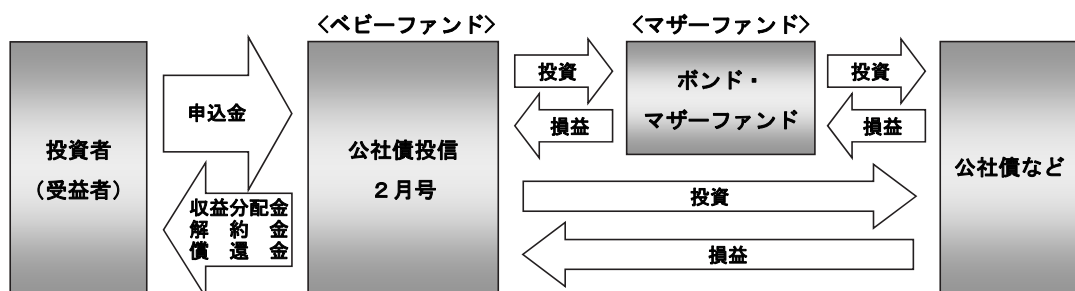 <ベビーファンド>
<マザーファンド>
投資者
（受益者）
申込金
収益分配金
解約金
償還金
公社債投信
２月号
投資
損益
ボンド・
マザーファンド
投資
損益
投資
損益
公社債など